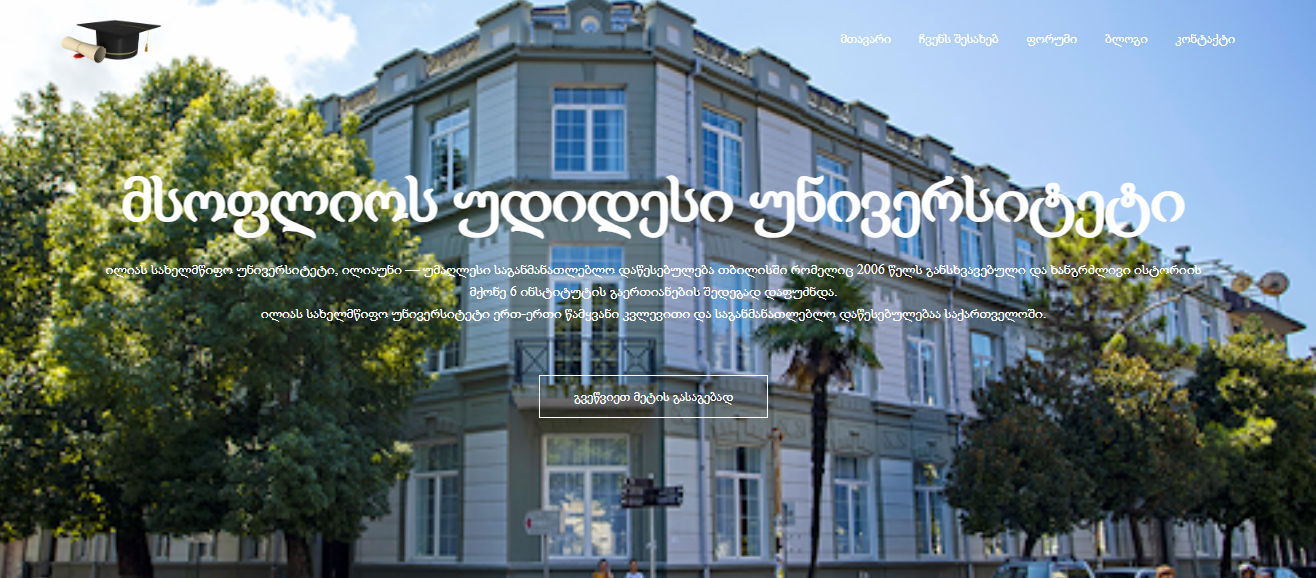 მთავარი ჩვენს შესახებ ფორუმი ბლოგი კონტაქტი
მსოფლიოს უდიდესი უნივერსიტეტი
ილიას სახელმწიფო უნივერსიტეტი, ილიაუნი — უმაღლესი საგანმანათლებლო დაწესებულება თბილისში რომელიც 2006 წელს განსხვავებული და ხანგრძლივი ისტორიის
მქონე 6 ინსტიტუტის გაერთიანების შედეგად დაფუძნდა.
ილიას სახელმწიფო უნივერსიტეტი ერთ-ერთი წამყვანი კვლევითი და საგანმანათლებლო დაწესებულებაა საქართველოში.
გვეწვიეთ მეტის გასაგებად